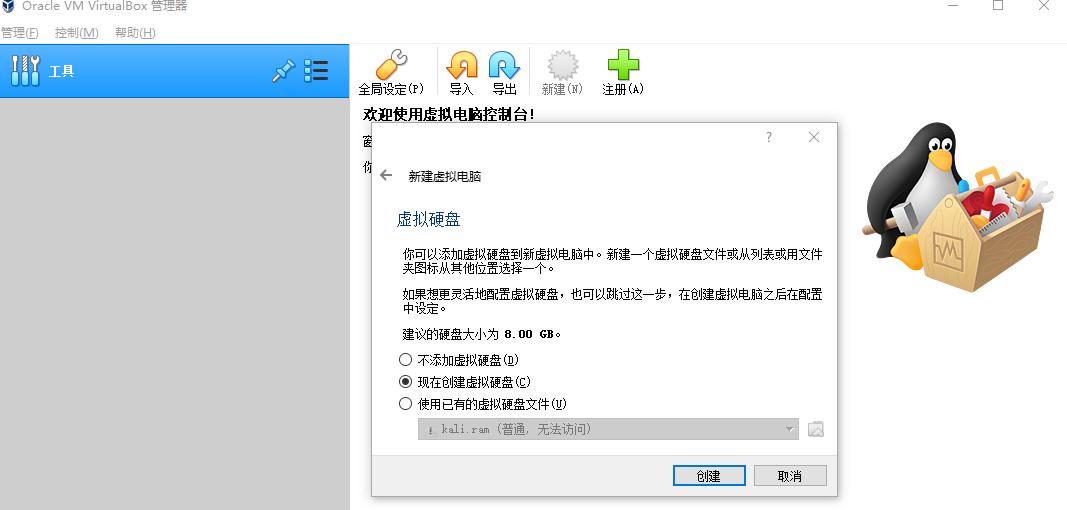 Oracle VM VirtualBox 管理器
管理(F) 控制(M) 帮助(H)
工具
全局设定(P) 导入 导出 新建(N) 注册(A)
欢迎使用虚拟电脑控制台!
窗
你
?
新建虚拟电脑
虚拟硬盘
你可以添加虚拟硬盘到新虚拟电脑中。新建一个虚拟硬盘文件或从列表或用文件
夹图标从其他位置选择一个。
如果想更灵活地配置虚拟硬盘，也可以跳过这一步，在创建虚拟电脑之后在配置
中设定。
建议的硬盘大小为 8.00 GB。
不添加虚拟硬盘(D)
现在创建虚拟硬盘(C)
使用已有的虚拟硬盘文件(U)
kali.ram (普通, 无法访问)
创建 取消